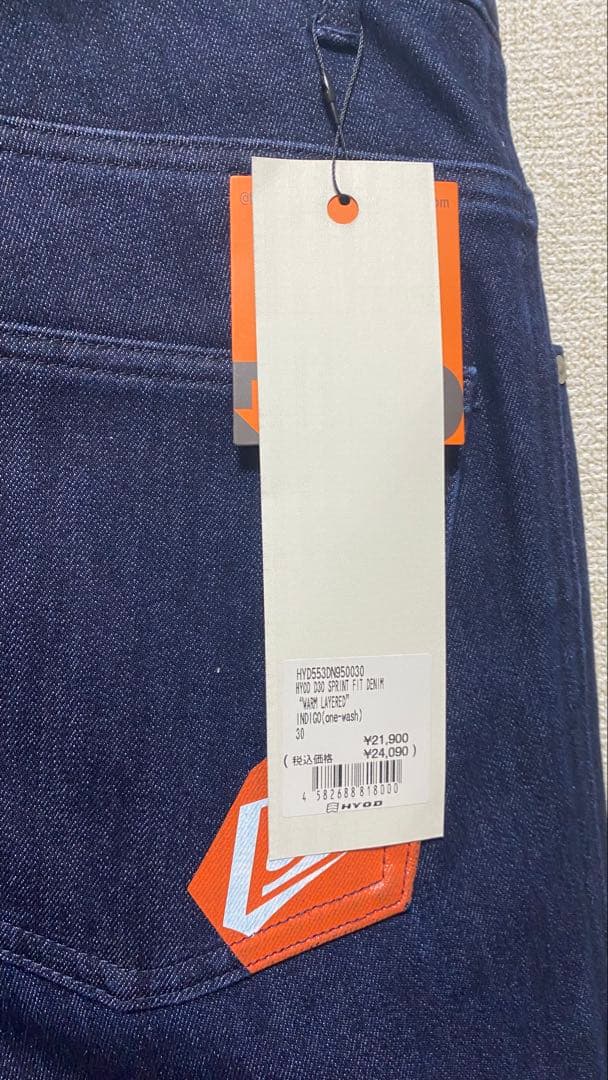 @
om
HYD553DN950030
HYOD D3O SPRINT FIT DENIM
“WARM LAYERED”
INDIGO(one-wash)
30
¥21,900
( 税込価格 ¥24,090 )
4 582688 818000
HYOD